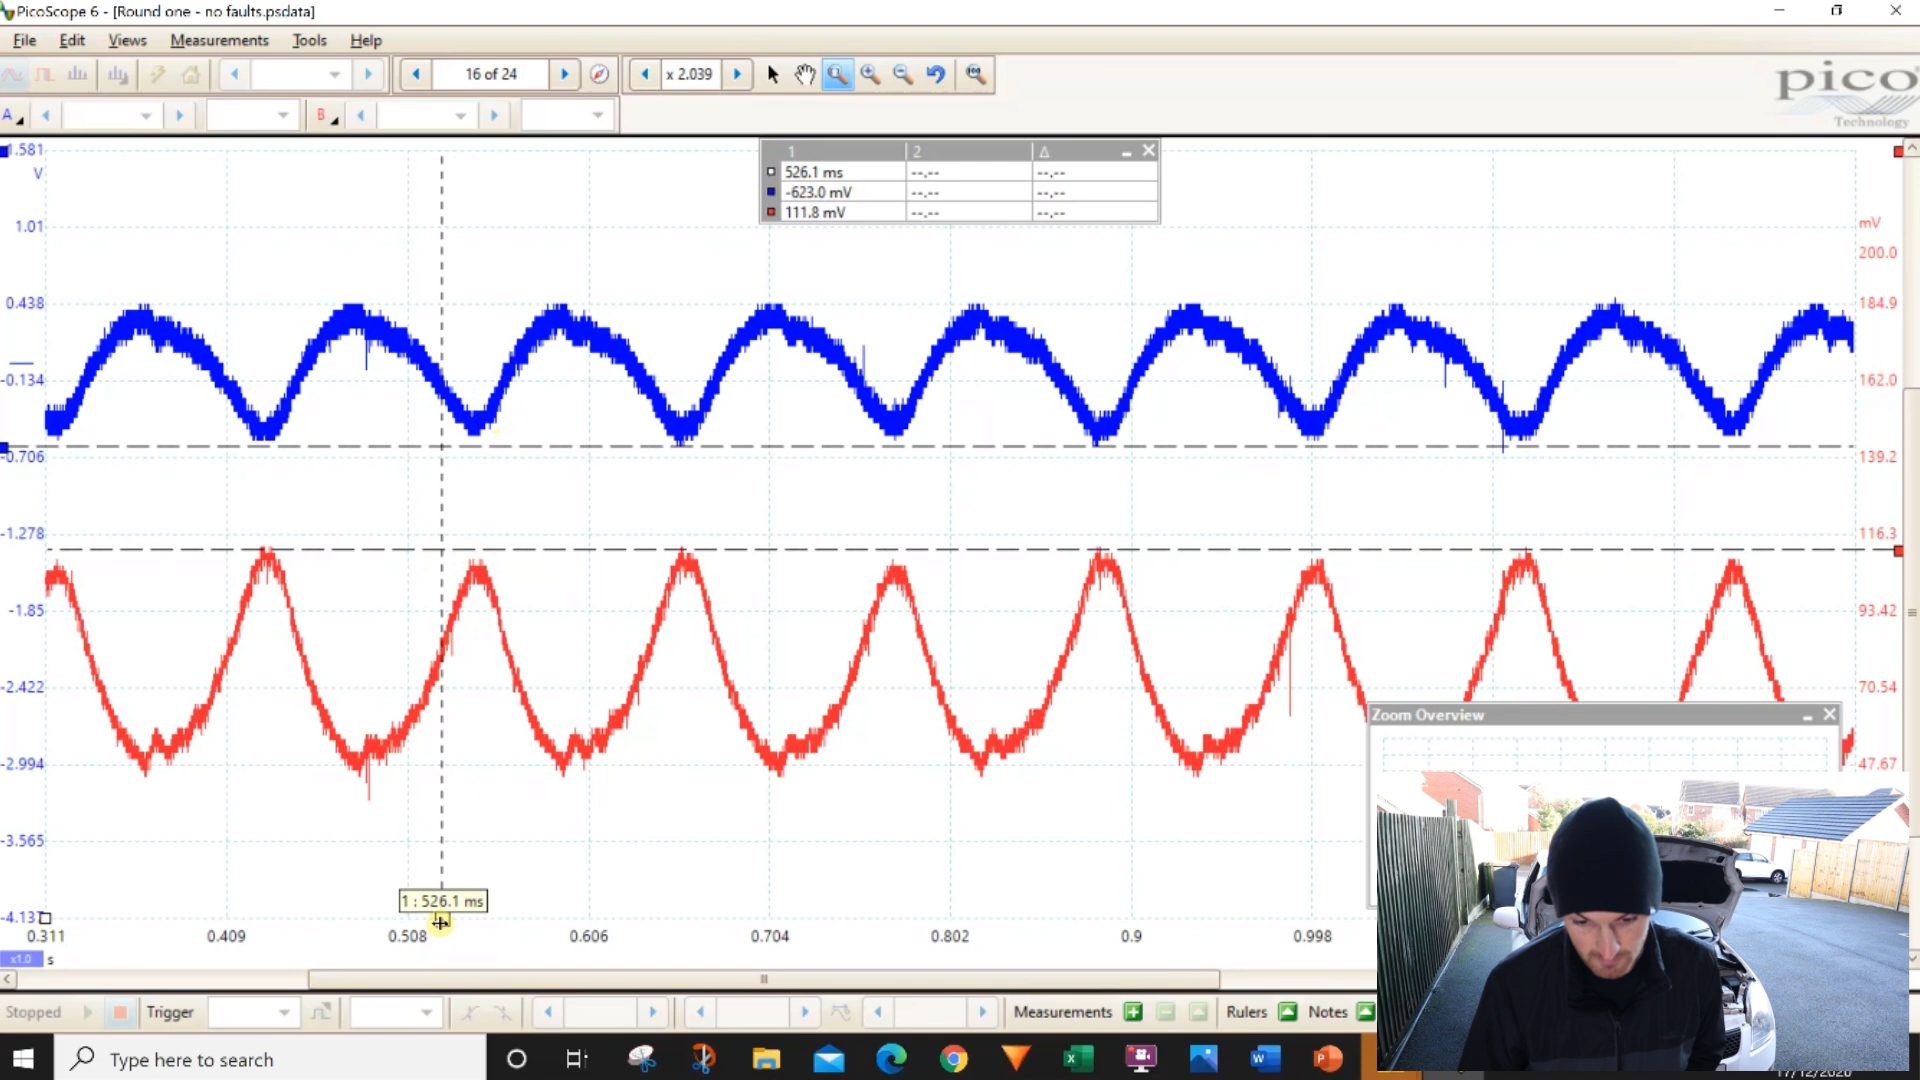 PicoScope 6 - [Round one - no faults.psdata]
File Edit Views Measurements Tools Help
16 of 24 x 2.039
pico
Technology
A B
1 2 Δ
526.1 ms --.-- --.--
-623.0 mV --.-- --.--
111.8 mV --.-- --.--
1.581
V
1.01
0.438
-0.134
-0.706
-1.278
-1.85
-2.422
-2.994
-3.565
-4.137
mV
200.0
184.9
162.0
139.2
116.3
93.42
70.54
47.67
Zoom Overview
1 : 526.1 ms
0.311 0.409 0.508 0.606 0.704 0.802 0.9 0.998
x1.0 s
Stopped Trigger Measurements Rulers Notes
Type here to search
17/12/2020